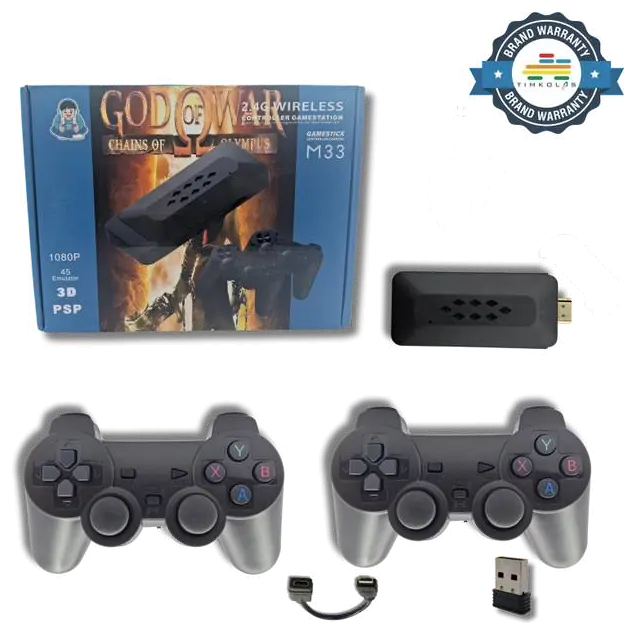 BRAND WARRANTY
TIMKOLABS
BRAND WARRANTY
GOD OF WAR
CHAINS OF OLYMPUS
2.4G WIRELESS
CONTROLLER GAMESTATION
GAMESTICK
M33
1080P
45
Emulator
3D
PSP
Y
X
B
A
Y
X
B
A